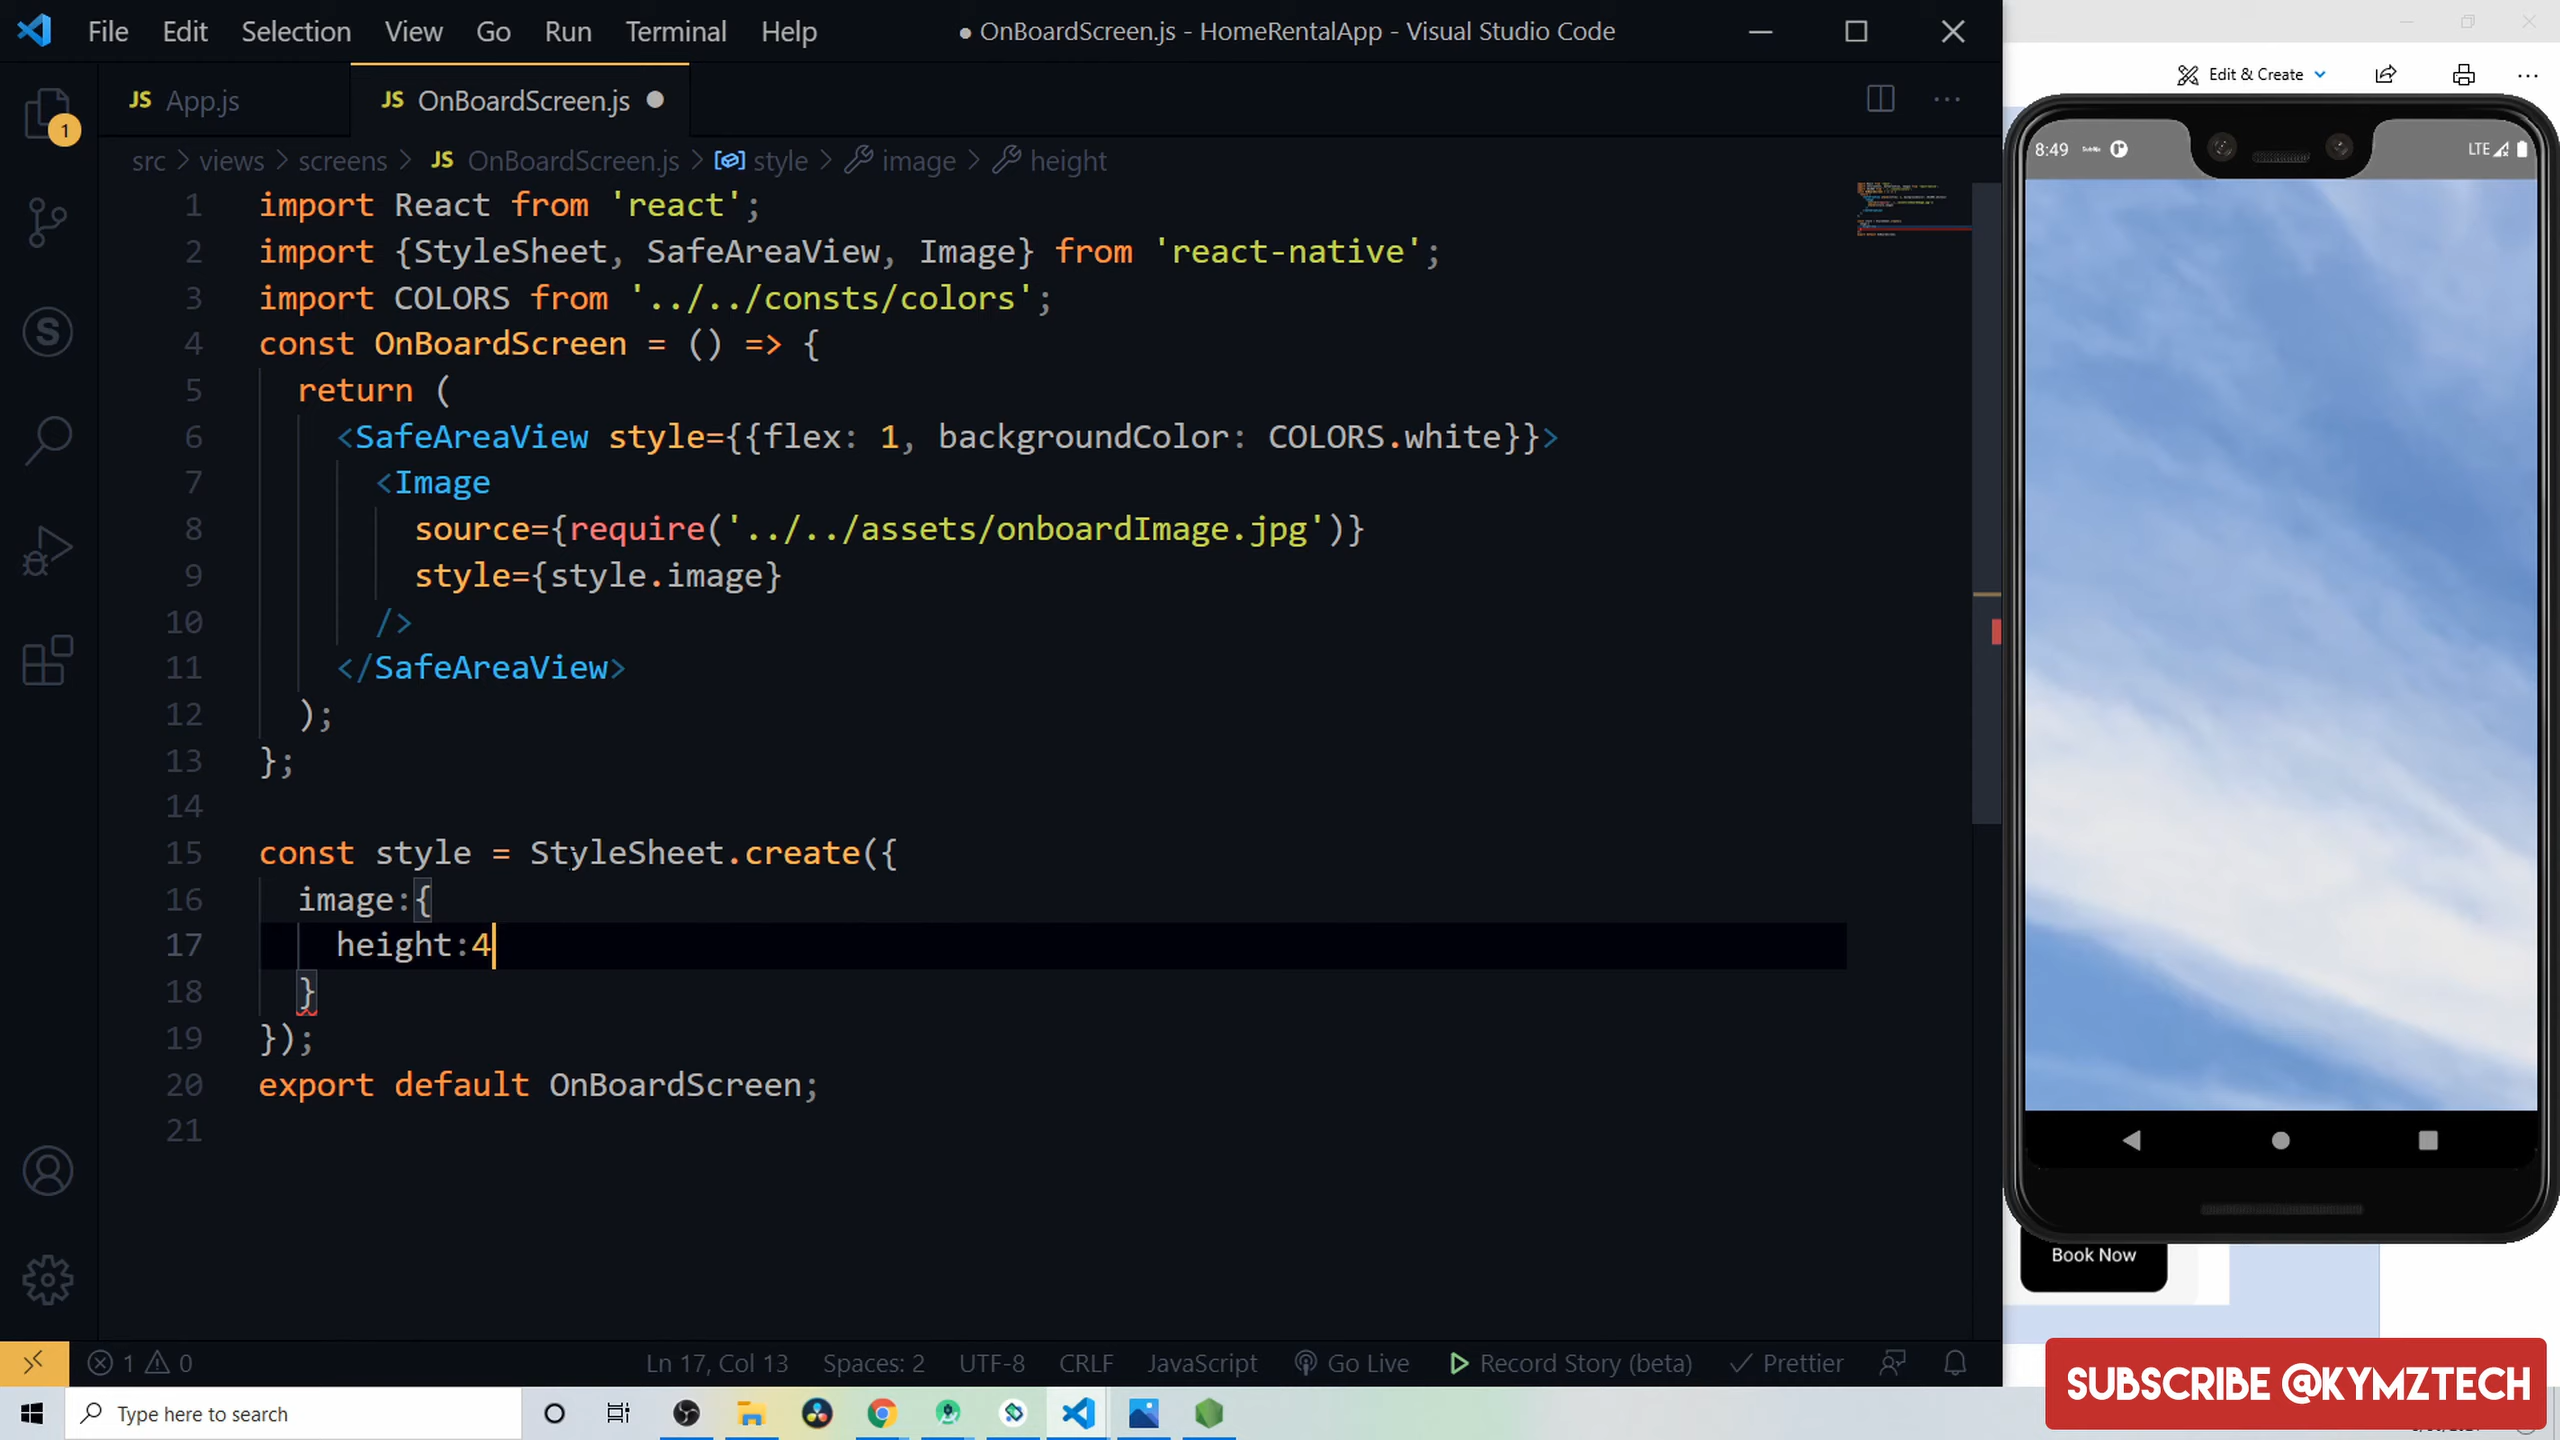 File Edit Selection View Go Run Terminal Help
● OnBoardScreen.js - HomeRentalApp - Visual Studio Code
Edit & Create
JS App.js
JS OnBoardScreen.js ●
src > views > screens > JS OnBoardScreen.js > style > image > height
1 import React from 'react';
2 import {StyleSheet, SafeAreaView, Image} from 'react-native';
3 import COLORS from '../../consts/colors';
4 const OnBoardScreen = () => {
5 return (
6 <SafeAreaView style={{flex: 1, backgroundColor: COLORS.white}}>
7 <Image
8 source={require('../../assets/onboardImage.jpg')}
9 style={style.image}
10 />
11 </SafeAreaView>
12 );
13 };
14
15 const style = StyleSheet.create({
16 image:{
17 height:4
18 }
19 });
20 export default OnBoardScreen;
21
1
S
8:49
LTE
Book Now
1 0
Ln 17, Col 13 Spaces: 2 UTF-8 CRLF JavaScript Go Live Record Story (beta) Prettier
Type here to search
SUBSCRIBE @KYMZTECH